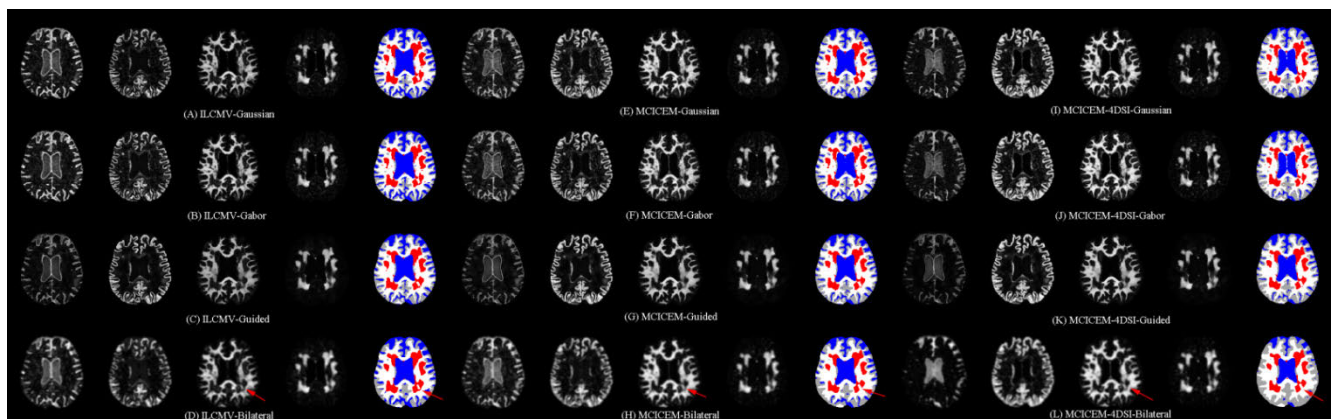 (A) ILCMV-Gaussian
(E) MCICEM-Gaussian
(I) MCICEM-4DSI-Gaussian
(B) ILCMV-Gabor
(F) MCICEM-Gabor
(J) MCICEM-4DSI-Gabor
(C) ILCMV-Guided
(G) MCICEM-Guided
(K) MCICEM-4DSI-Guided
(D) ILCMV-Bilateral
(H) MCICEM-Bilateral
(L) MCICEM-4DSI-Bilateral